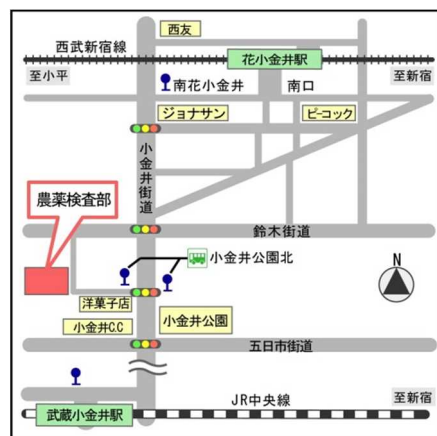 西友
西武新宿線
花小金井駅
至小平
至新宿
南花小金井
南口
ジョナサン
ピーコック
小金井街道
農薬検査部
鈴木街道
小金井公園北
N
洋菓子店
小金井C.C
小金井公園
五日市街道
JR中央線
至新宿
武蔵小金井駅